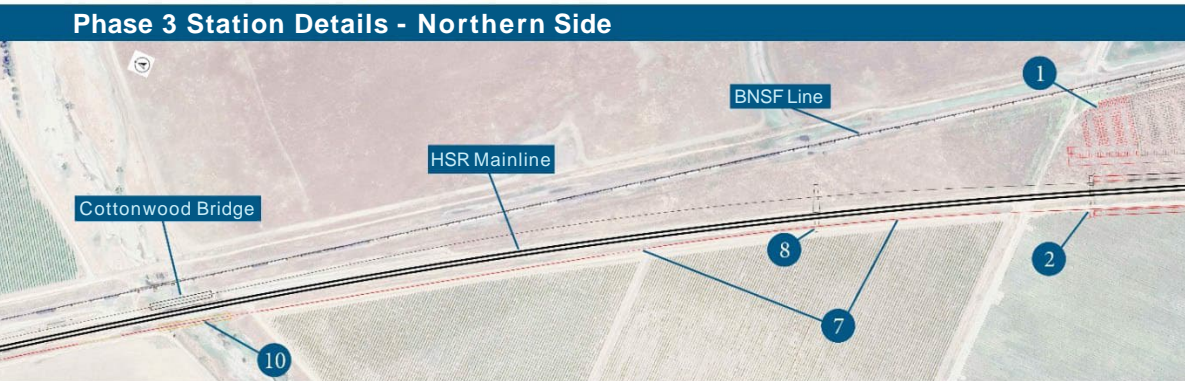 Phase 3 Station Details - Northern Side
1
BNSF Line
HSR Mainline
Cottonwood Bridge
8
2
7
10